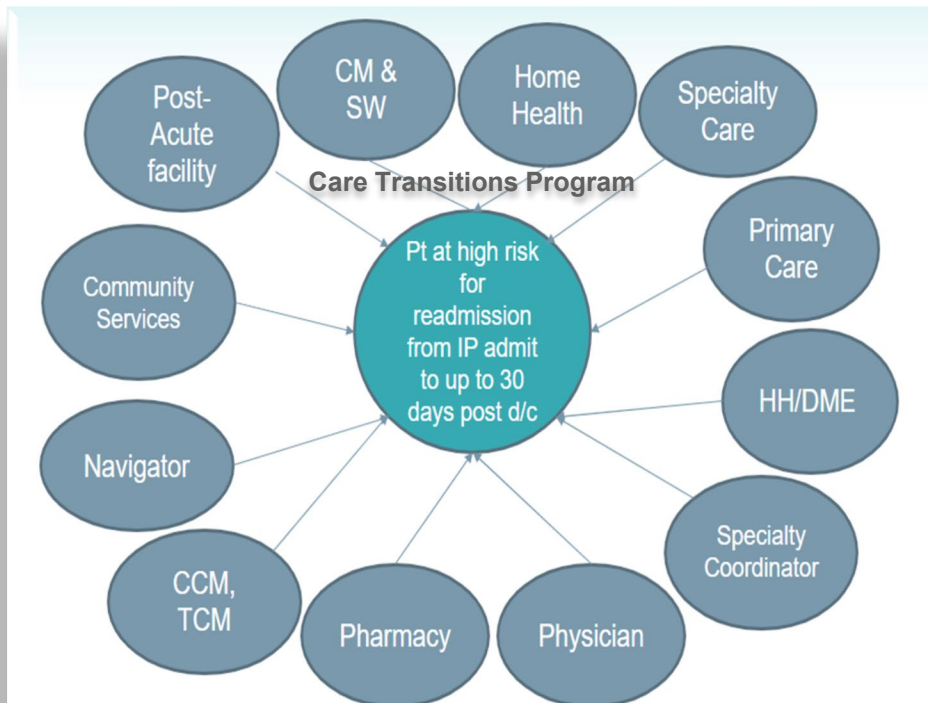 CM &
SW
Home
Health
Specialty
Care
Post-
Acute
facility
Care Transitions Program
Primary
Care
Pt at high risk
for
readmission
from IP admit
to up to 30
days post d/c
Community
Services
HH/DME
Navigator
Specialty
Coordinator
CCM,
TCM
Pharmacy
Physician